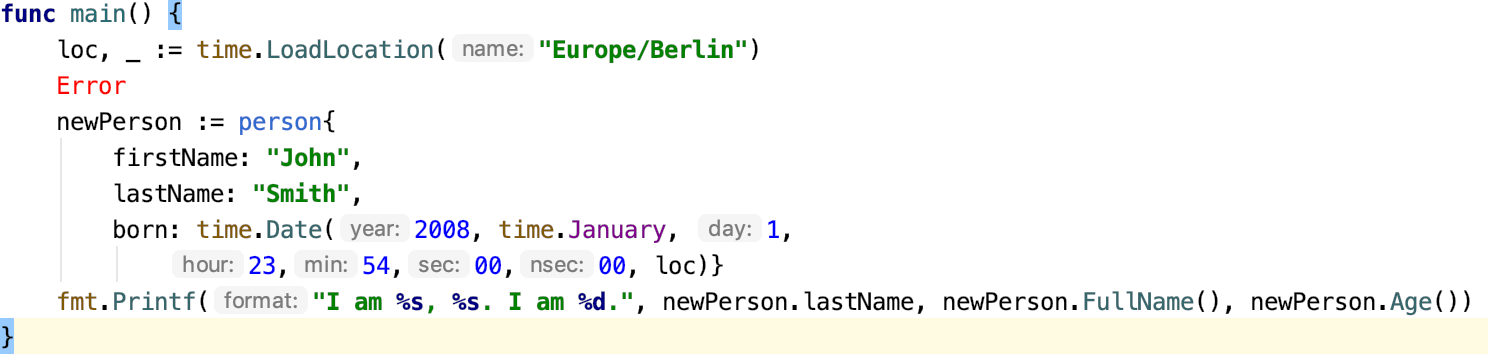 func main() {
    loc, _ := time.LoadLocation( name: "Europe/Berlin")
    Error
    newPerson := person{
        firstName: "John",
        lastName: "Smith",
        born: time.Date( year: 2008, time.January, day: 1,
            hour: 23, min: 54, sec: 00, nsec: 00, loc)}
    fmt.Printf( format: "I am %s, %s. I am %d.", newPerson.lastName, newPerson.FullName(), newPerson.Age())
}